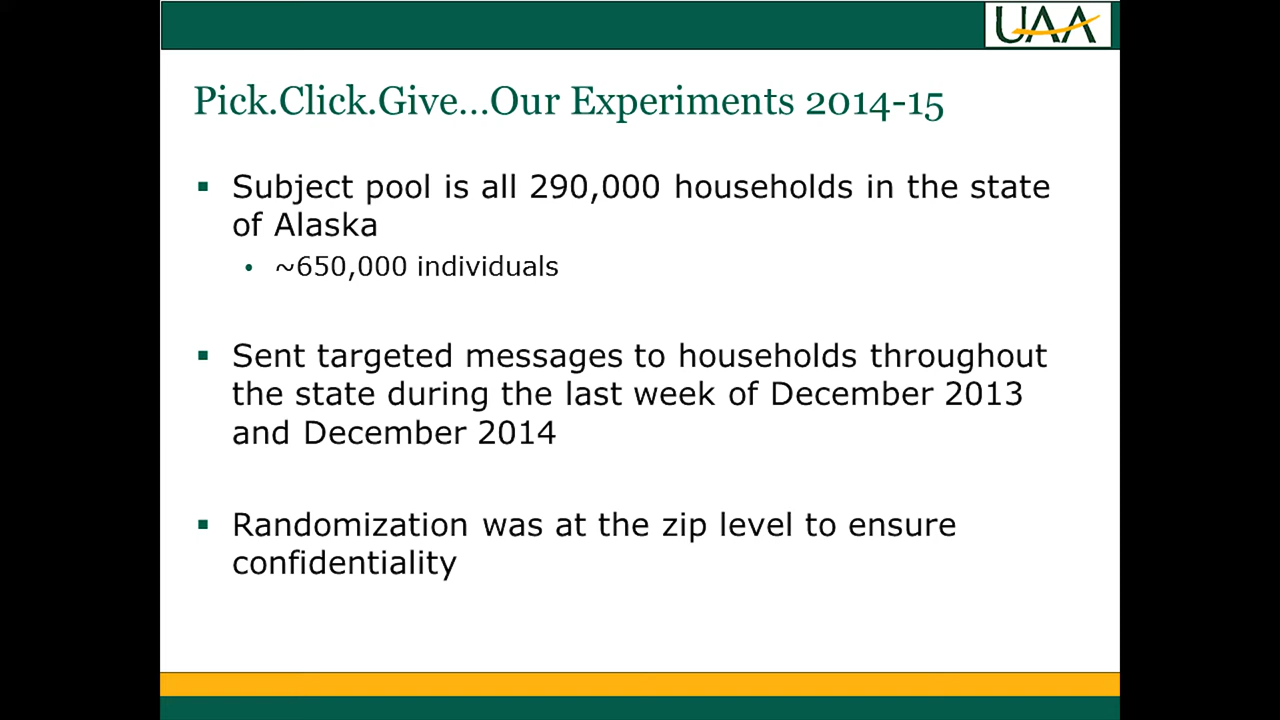 UAA
Pick.Click.Give...Our Experiments 2014-15
▪ Subject pool is all 290,000 households in the state
of Alaska
• ~650,000 individuals
▪ Sent targeted messages to households throughout
the state during the last week of December 2013
and December 2014
▪ Randomization was at the zip level to ensure
confidentiality